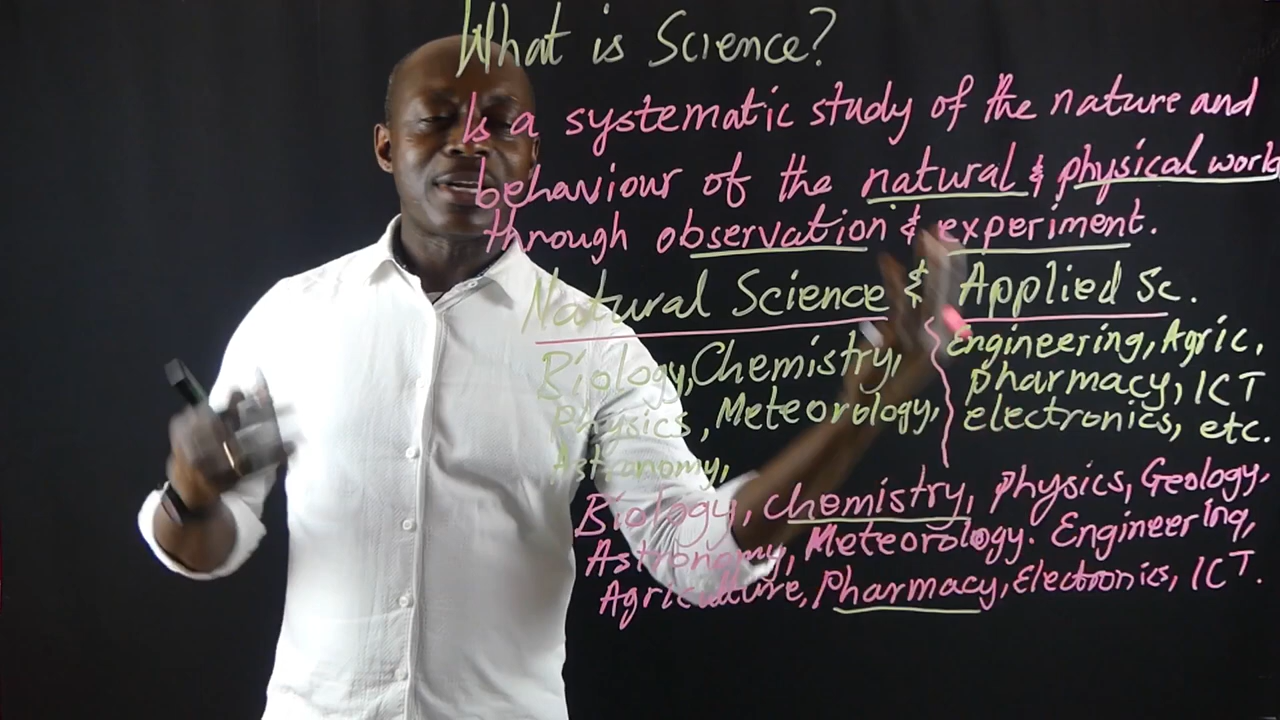 What is Science?
Is a systematic study of the nature and
behaviour of the natural & physical world
through observation & experiment.
Natural Science & Applied Sc.
Biology, Chemistry, Engineering, Agric,
Physics, Meteorology, pharmacy, ICT
Astronomy, electronics, etc.
Biology, Chemistry, physics, Geology,
Astronomy, Meteorology. Engineering,
Agriculture, Pharmacy, Electronics, ICT.